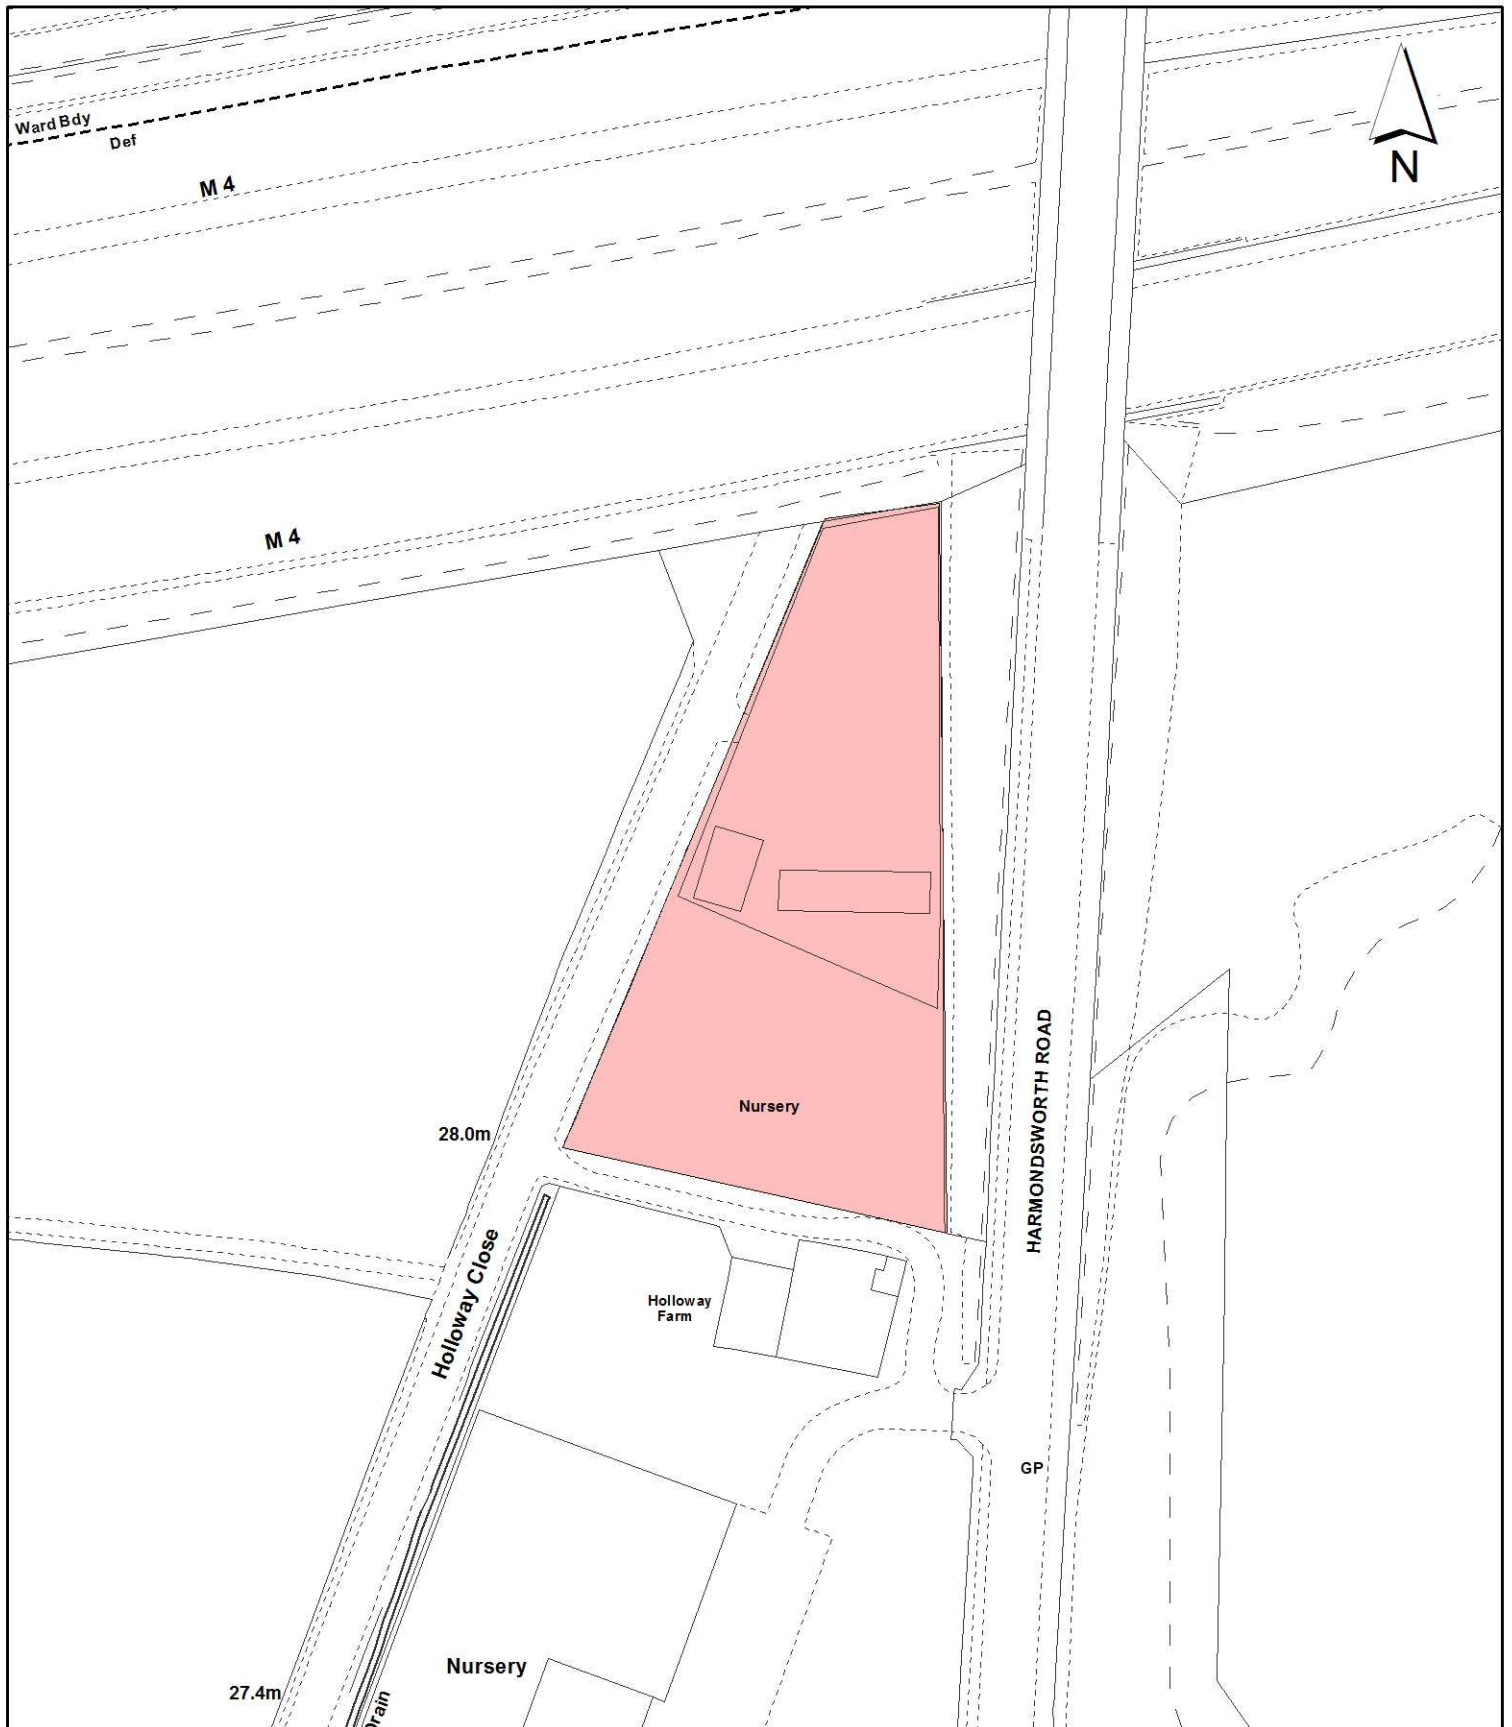 Ward Bdy
Def
M 4
N
M 4
HARMONDSWORTH ROAD
Nursery
28.0m
Holloway Close
Holloway
Farm
GP
Nursery
27.4m